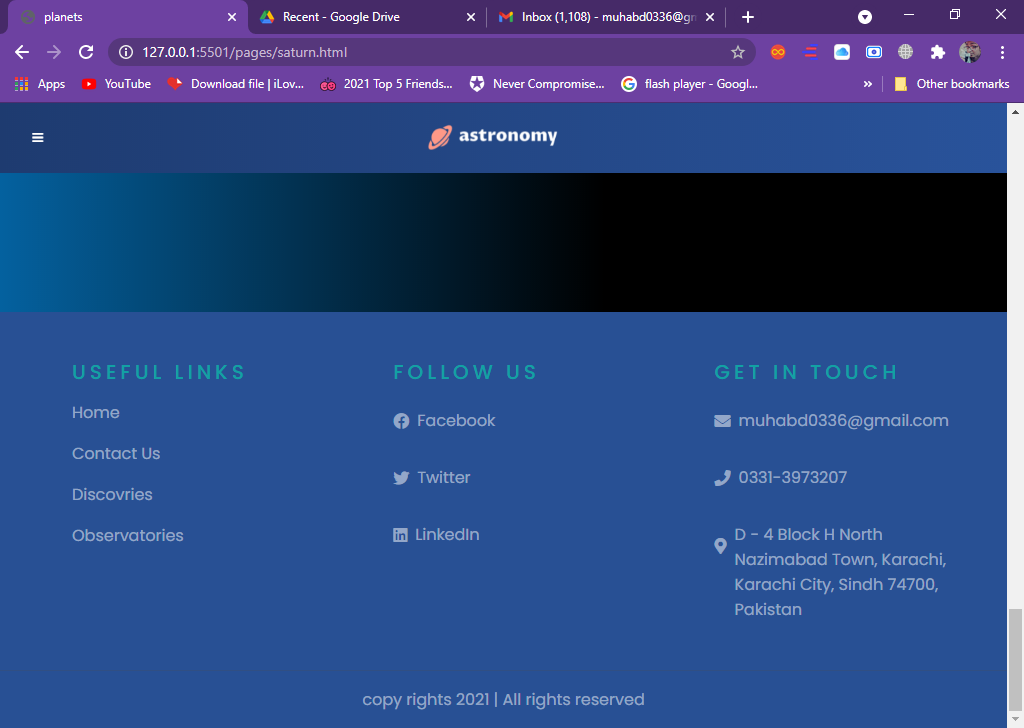 planets
Recent - Google Drive
Inbox (1,108) - muhabd0336@gm
127.0.0.1:5501/pages/saturn.html
Apps
YouTube
Download file | iLov...
2021 Top 5 Friends...
Never Compromise...
flash player - Googl...
»
Other bookmarks
astronomy
USEFUL LINKS
Home
Contact Us
Discovries
Observatories
FOLLOW US
Facebook
Twitter
LinkedIn
GET IN TOUCH
muhabd0336@gmail.com
0331-3973207
D - 4 Block H North
Nazimabad Town, Karachi,
Karachi City, Sindh 74700,
Pakistan
copy rights 2021 | All rights reserved